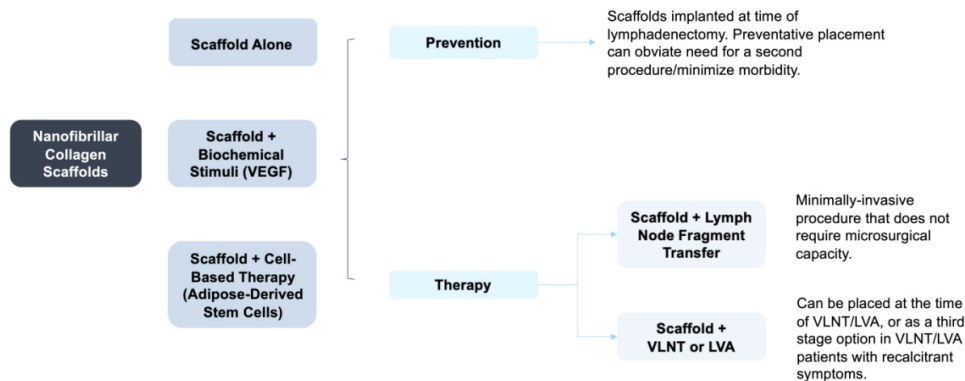 Nanofibrillar
Collagen
Scaffolds
Scaffold Alone
Scaffold +
Biochemical
Stimuli (VEGF)
Scaffold + Cell-
Based Therapy
(Adipose-Derived
Stem Cells)
Prevention
Scaffolds implanted at time of
lymphadenectomy. Preventative placement
can obviate need for a second
procedure/minimize morbidity.
Therapy
Scaffold + Lymph
Node Fragment
Transfer
Minimally-invasive
procedure that does not
require microsurgical
capacity.
Scaffold +
VLNT or LVA
Can be placed at the time
of VLNT/LVA, or as a third
stage option in VLNT/LVA
patients with recalcitrant
symptoms.